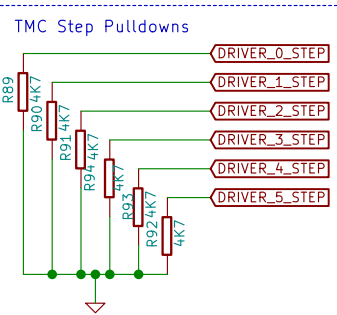 TMC Step Pulldowns
DRIVER_0_STEP
R89
4K7
DRIVER_1_STEP
R90
4K7
DRIVER_2_STEP
R91
4K7
DRIVER_3_STEP
R94
4K7
DRIVER_4_STEP
R93
4K7
DRIVER_5_STEP
R92
4K7